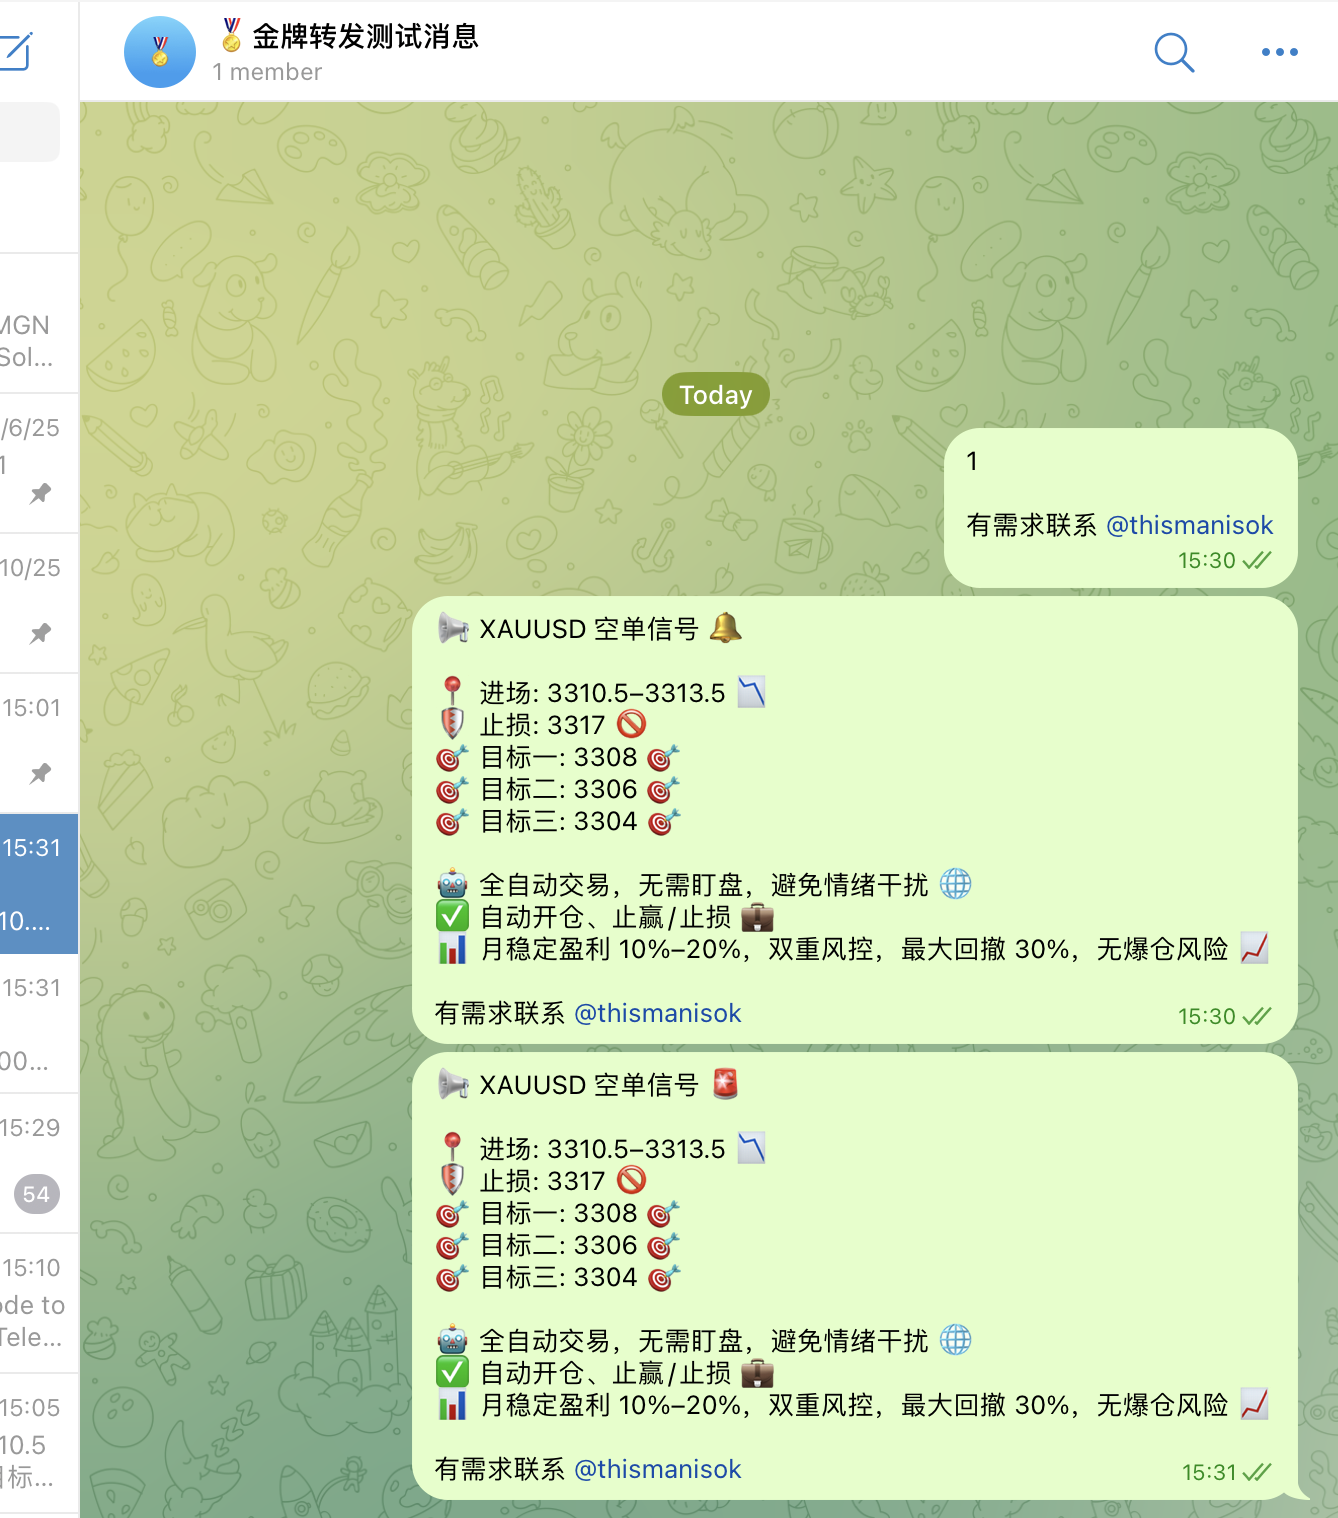 🏅 金牌转发测试消息
1 member
MGN
Sol...
/6/25
1
10/25
15:01
15:31
10....
15:31
00...
15:29
54
15:10
ode to
Tele...
15:05
10.5
目标...
Today
1
有需求联系 @thismanisok
15:30
📢 XAUUSD 空单信号 🔔
📍 进场: 3310.5–3313.5 📉
🛡 止损: 3317 🚫
🎯 目标一: 3308 🎯
🎯 目标二: 3306 🎯
🎯 目标三: 3304 🎯
🤖 全自动交易，无需盯盘，避免情绪干扰 🌐
✅ 自动开仓、止赢/止损 💼
📊 月稳定盈利 10%–20%，双重风控，最大回撤 30%，无爆仓风险 📈
有需求联系 @thismanisok
15:30
📢 XAUUSD 空单信号 🚨
📍 进场: 3310.5–3313.5 📉
🛡 止损: 3317 🚫
🎯 目标一: 3308 🎯
🎯 目标二: 3306 🎯
🎯 目标三: 3304 🎯
🤖 全自动交易，无需盯盘，避免情绪干扰 🌐
✅ 自动开仓、止赢/止损 💼
📊 月稳定盈利 10%–20%，双重风控，最大回撤 30%，无爆仓风险 📈
有需求联系 @thismanisok
15:31